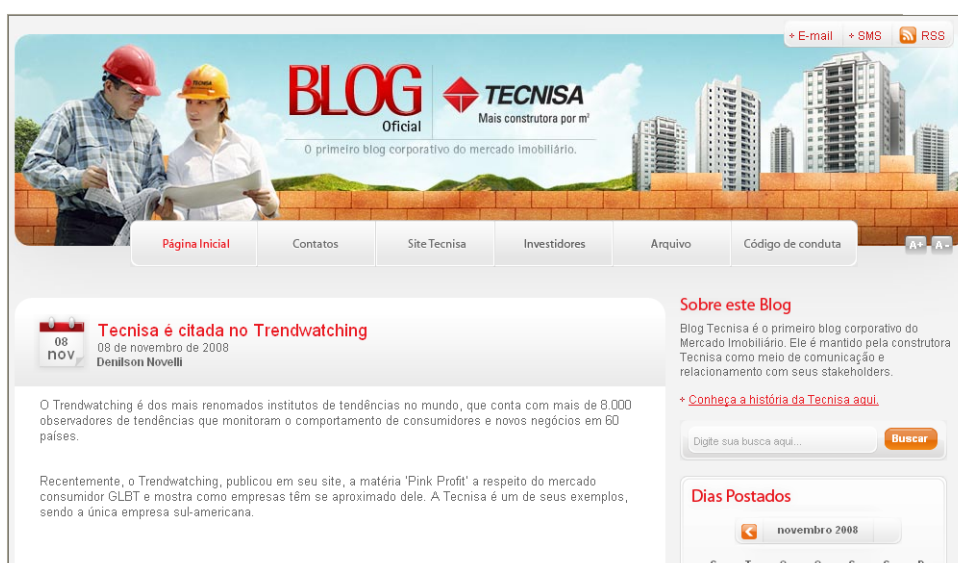 + E-mail + SMS RSS
BLOG
Oficial
TECNISA
Mais construtora por m²
O primeiro blog corporativo do mercado imobiliário.
TECNISA
Página Inicial Contatos Site Tecnisa Investidores Arquivo Código de conduta A+ A-
08
nov
Tecnisa é citada no Trendwatching
08 de novembro de 2008
Denilson Novelli
O Trendwatching é dos mais renomados institutos de tendências no mundo, que conta com mais de 8.000
observadores de tendências que monitoram o comportamento de consumidores e novos negócios em 60
países.
Recentemente, o Trendwatching, publicou em seu site, a matéria 'Pink Profit' a respeito do mercado
consumidor GLBT e mostra como empresas têm se aproximado dele. A Tecnisa é um de seus exemplos,
sendo a única empresa sul-americana.
Sobre este Blog
Blog Tecnisa é o primeiro blog corporativo do
Mercado Imobiliário. Ele é mantido pela construtora
Tecnisa como meio de comunicação e
relacionamento com seus stakeholders.
+ Conheça a história da Tecnisa aqui.
Digite sua busca aqui... Buscar
Dias Postados
novembro 2008